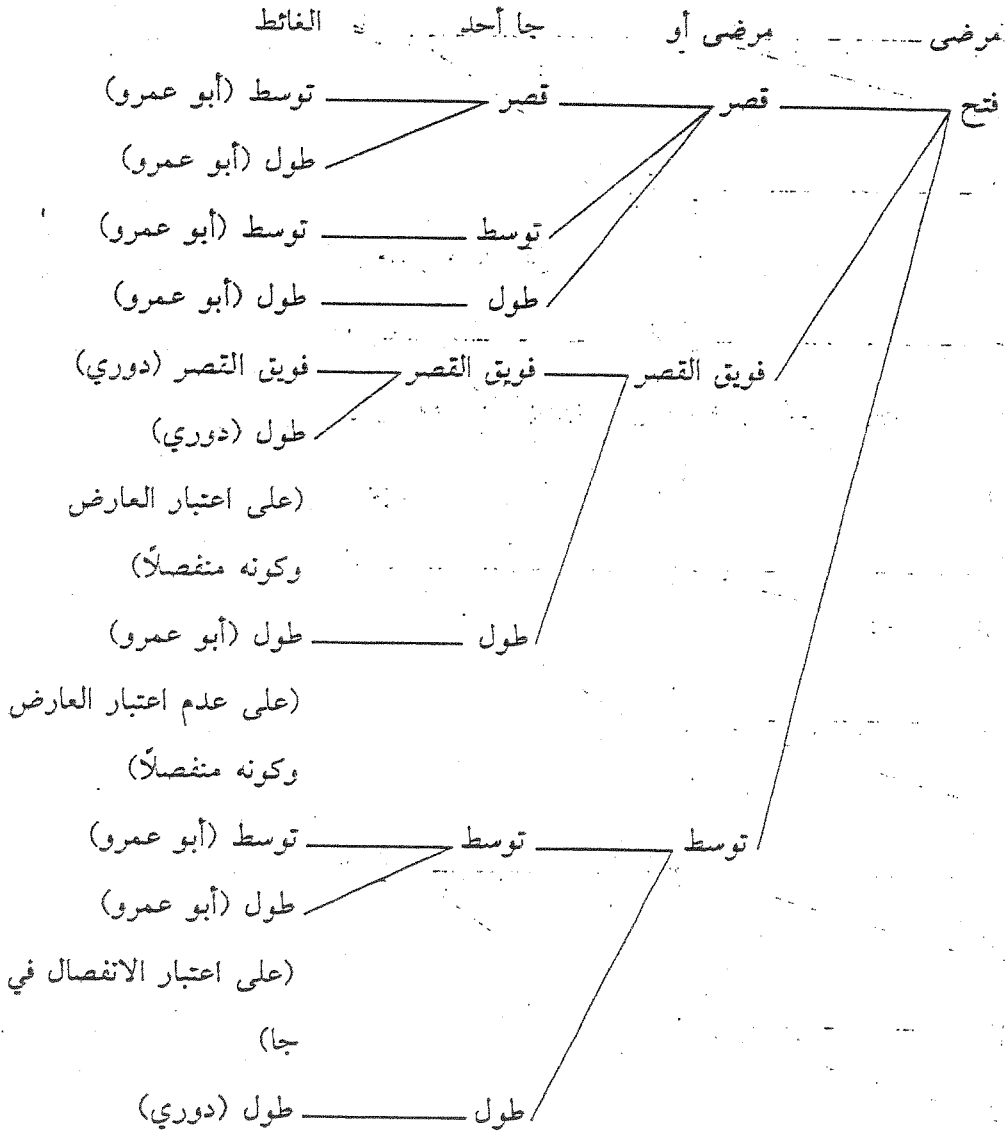 مرضى مرضى أو جا أحد الغائط
فتح قصر قصر توسط (أبو عمرو)
طول (أبو عمرو)
توسط توسط (أبو عمرو)
طول طول (أبو عمرو)
فويق القصر فويق القصر فويق القصر (دوري)
طول (دوري)
(على اعتبار العارض
وكونه منفصلًا)
طول طول (أبو عمرو)
(على عدم اعتبار العارض
وكونه منفصلًا)
توسط توسط توسط (أبو عمرو)
طول (أبو عمرو)
(على اعتبار الانفصال في
جا)
طول طول (دوري)